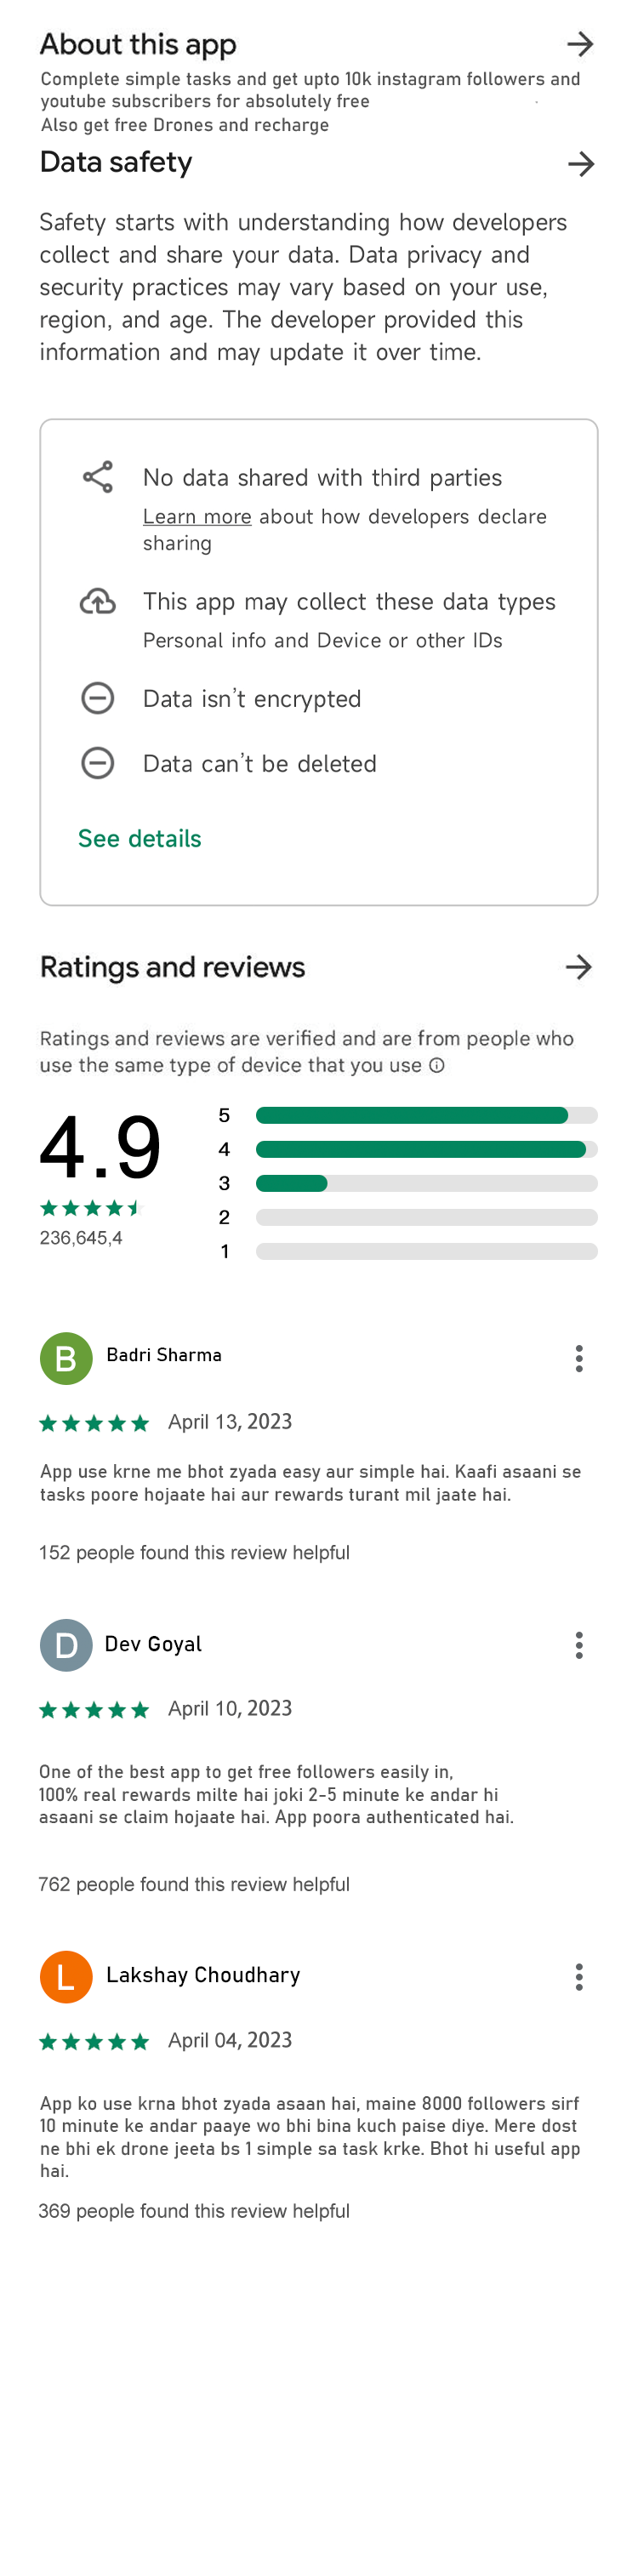 About this app
Complete simple tasks and get upto 10k instagram followers and
youtube subscribers for absolutely free
Also get free Drones and recharge
Data safety
Safety starts with understanding how developers
collect and share your data. Data privacy and
security practices may vary based on your use,
region, and age. The developer provided this
information and may update it over time.
No data shared with third parties
Learn more about how developers declare
sharing
This app may collect these data types
Personal info and Device or other IDs
Data isn't encrypted
Data can't be deleted
See details
Ratings and reviews
Ratings and reviews are verified and are from people who
use the same type of device that you use
4.9
236,645,4
5
4
3
2
1
B Badri Sharma
April 13, 2023
App use krne me bhot zyada easy aur simple hai. Kaafi asaani se
tasks poore hojaate hai aur rewards turant mil jaate hai.
152 people found this review helpful
D Dev Goyal
April 10, 2023
One of the best app to get free followers easily in,
100% real rewards milte hai joki 2-5 minute ke andar hi
asaani se claim hojaate hai. App poora authenticated hai.
762 people found this review helpful
L Lakshay Choudhary
April 04, 2023
App ko use krna bhot zyada asaan hai, maine 8000 followers sirf
10 minute ke andar paaye wo bhi bina kuch paise diye. Mere dost
ne bhi ek drone jeeta bs 1 simple sa task krke. Bhot hi useful app
hai.
369 people found this review helpful